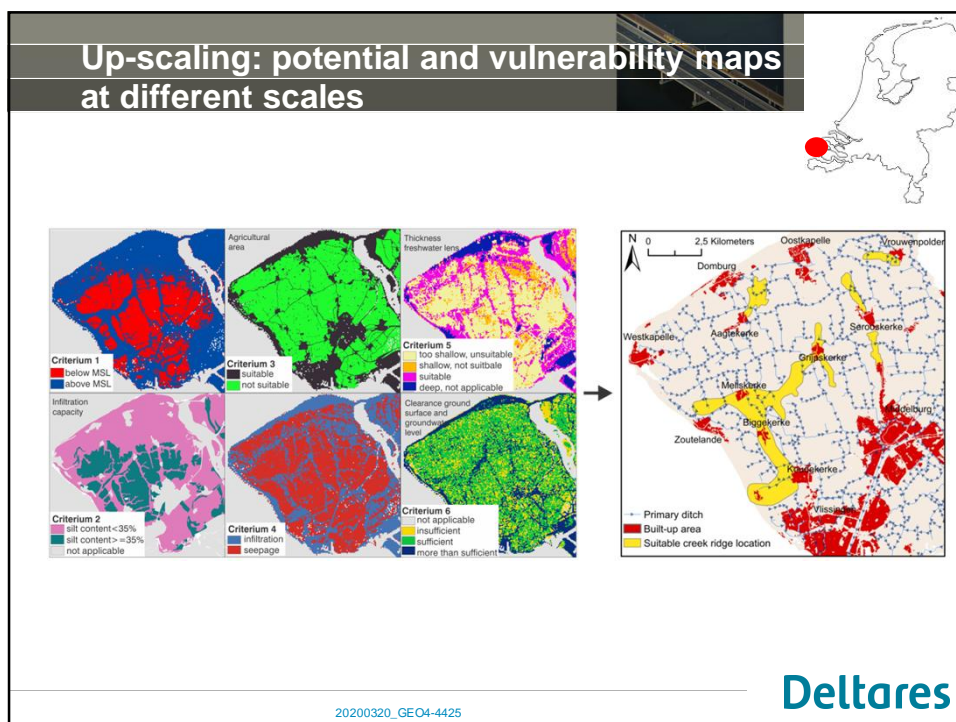 Up-scaling: potential and vulnerability maps
at different scales
Criterium 1
below MSL
above MSL
Agricultural
area
Criterium 3
suitable
not suitable
Thickness
freshwater lens
Criterium 5
too shallow, unsuitable
shallow, not suitbale
suitable
deep, not applicable
Infiltration
capacity
Criterium 2
silt content<35%
silt content>=35%
not applicable
Criterium 4
infiltration
seepage
Clearance ground
surface and
groundwater
level
Criterium 6
not applicable
insufficient
sufficient
more than sufficient
N
0 2,5 Kilometers
Oostkapelle
Vrouwenpolder
Domburg
Westkapelle
Aagtekerke
Serooskerke
Grijpskerke
Meliskerke
Middelburg
Zoutelande
Biggekerke
Koudekerke
Vlissingen
Primary ditch
Built-up area
Suitable creek ridge location
Deltares
20200320_GEO4-4425